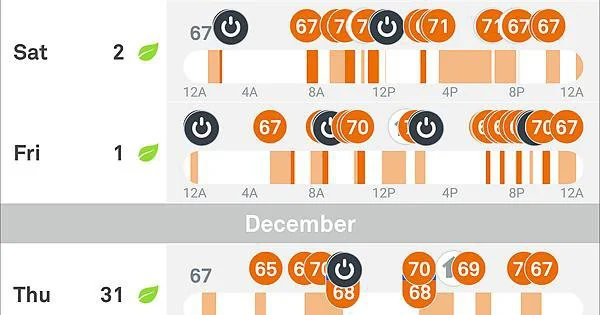 Sat 2 67 67 7 7 71 71 67 67
12A 4A 8A 12P 4P 8P 12A
Fri 1 67 70 70 67
12A 4A 8A 12P 4P 8P 12A
December
Thu 31 67 65 6 70 68 70 68 69 7 67